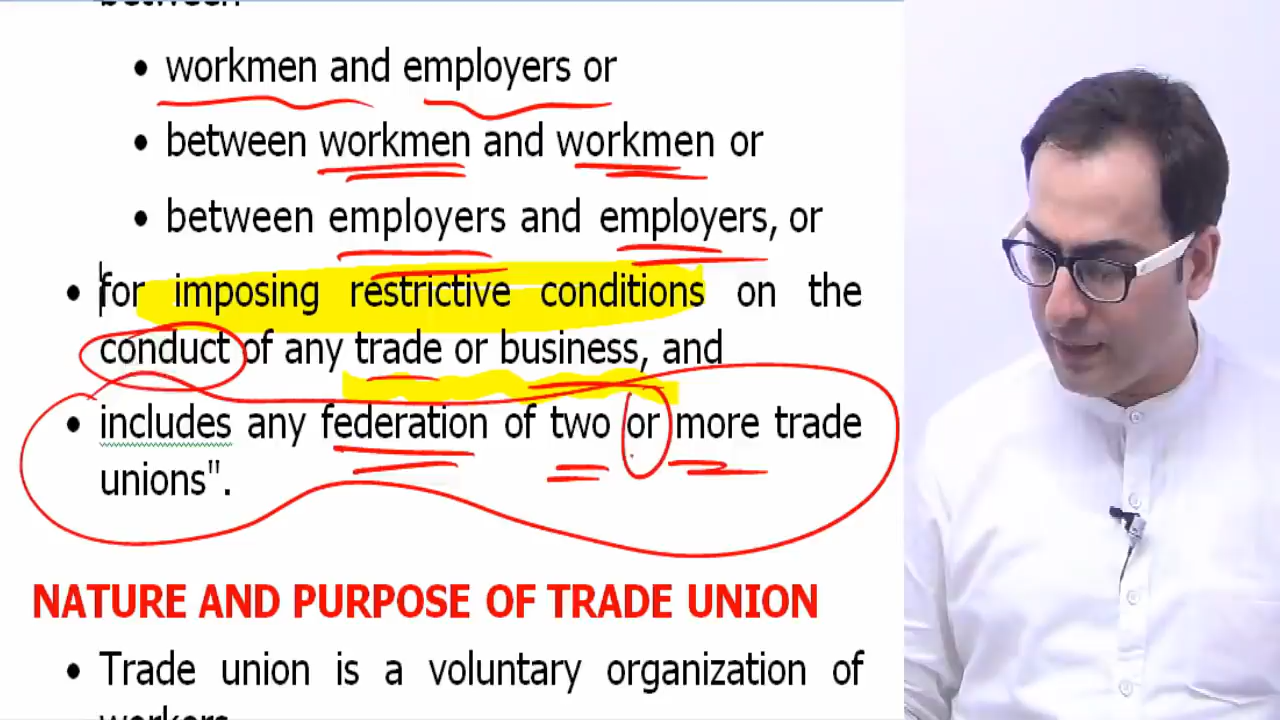 between
• workmen and employers or
• between workmen and workmen or
• between employers and employers, or
• for imposing restrictive conditions on the
conduct of any trade or business, and
• includes any federation of two or more trade
unions".
NATURE AND PURPOSE OF TRADE UNION
• Trade union is a voluntary organization of
workers